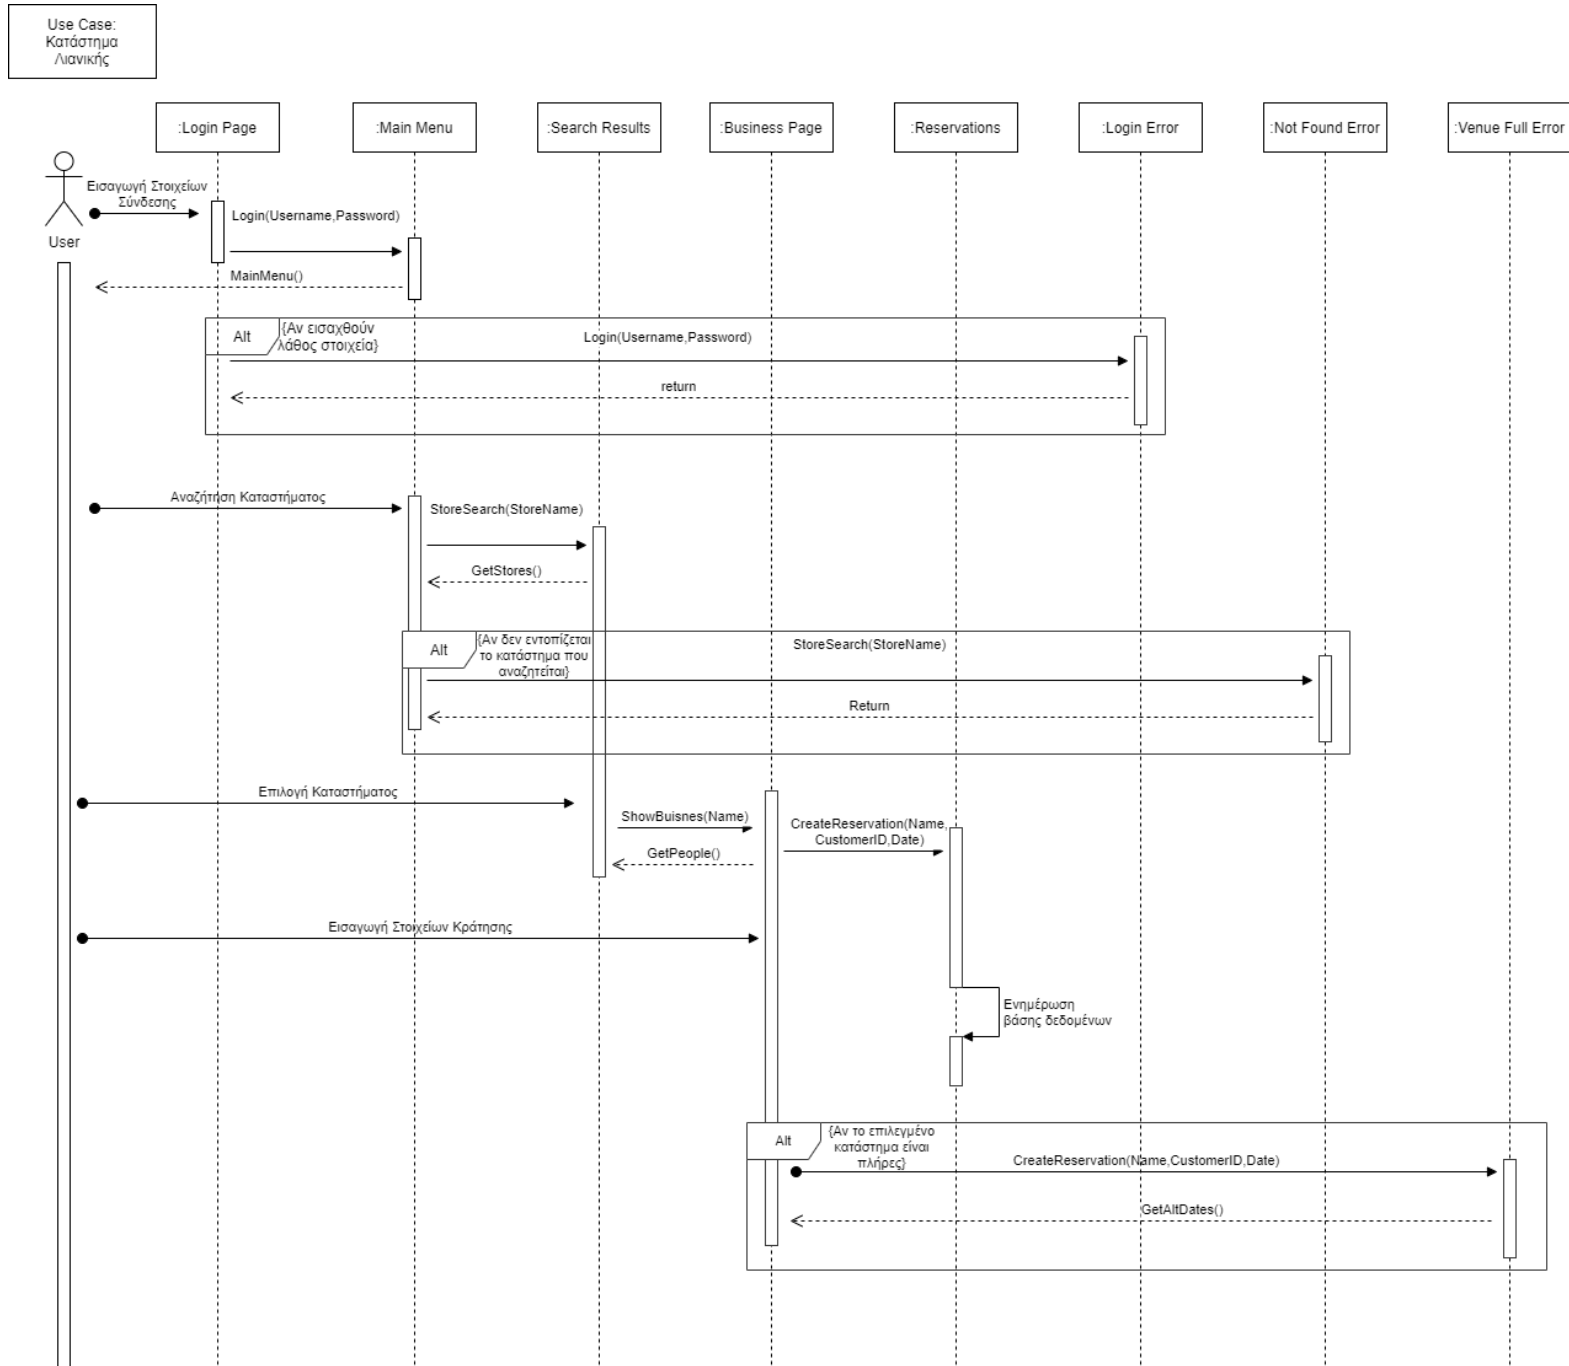 Use Case:
Κατάστημα
Λιανικής
:Login Page
:Main Menu
:Search Results
:Business Page
:Reservations
:Login Error
:Not Found Error
:Venue Full Error
Εισαγωγή Στοιχείων
Σύνδεσης
User
Login(Username,Password)
MainMenu()
Alt
{Αν εισαχθούν
λάθος στοιχεία}
Login(Username,Password)
return
Αναζήτηση Καταστήματος
StoreSearch(StoreName)
GetStores()
Alt
{Αν δεν εντοπίζεται
το κατάστημα που
αναζητείται}
StoreSearch(StoreName)
Return
Επιλογή Καταστήματος
ShowBuisnes(Name)
CreateReservation(Name,
CustomerID,Date)
GetPeople()
Εισαγωγή Στοιχείων Κράτησης
Ενημέρωση
βάσης δεδομένων
Alt
{Αν το επιλεγμένο
κατάστημα είναι
πλήρες}
CreateReservation(Name,CustomerID,Date)
GetAltDates()